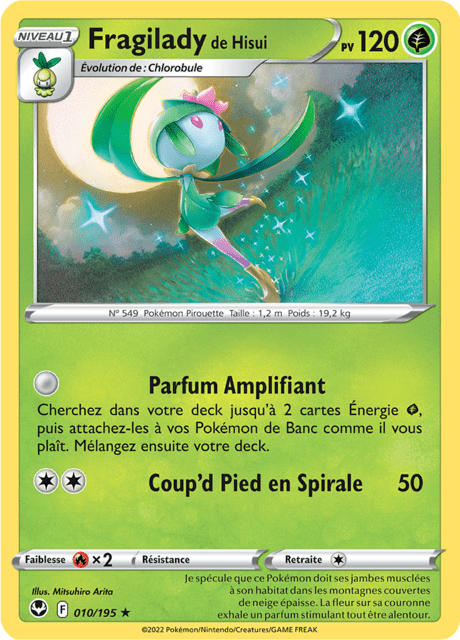 NIVEAU 1
Fragilady de Hisui
PV 120
Évolution de : Chlorobule
N° 549 Pokémon Pirouette Taille : 1,2 m Poids : 19,2 kg
Parfum Amplifiant
Cherchez dans votre deck jusqu'à 2 cartes Énergie ,
puis attachez-les à vos Pokémon de Banc comme il vous
plaît. Mélangez ensuite votre deck.
Coup'd Pied en Spirale 50
Faiblesse ×2 Résistance Retraite
Illus. Mitsuhiro Arita
F 010/195 ★
Je spécule que ce Pokémon doit ses jambes musclées
à son habitat dans les montagnes couvertes
de neige épaisse. La fleur sur sa couronne
exhale un parfum stimulant tout être alentour.
©2022 Pokémon/Nintendo/Creatures/GAME FREAK